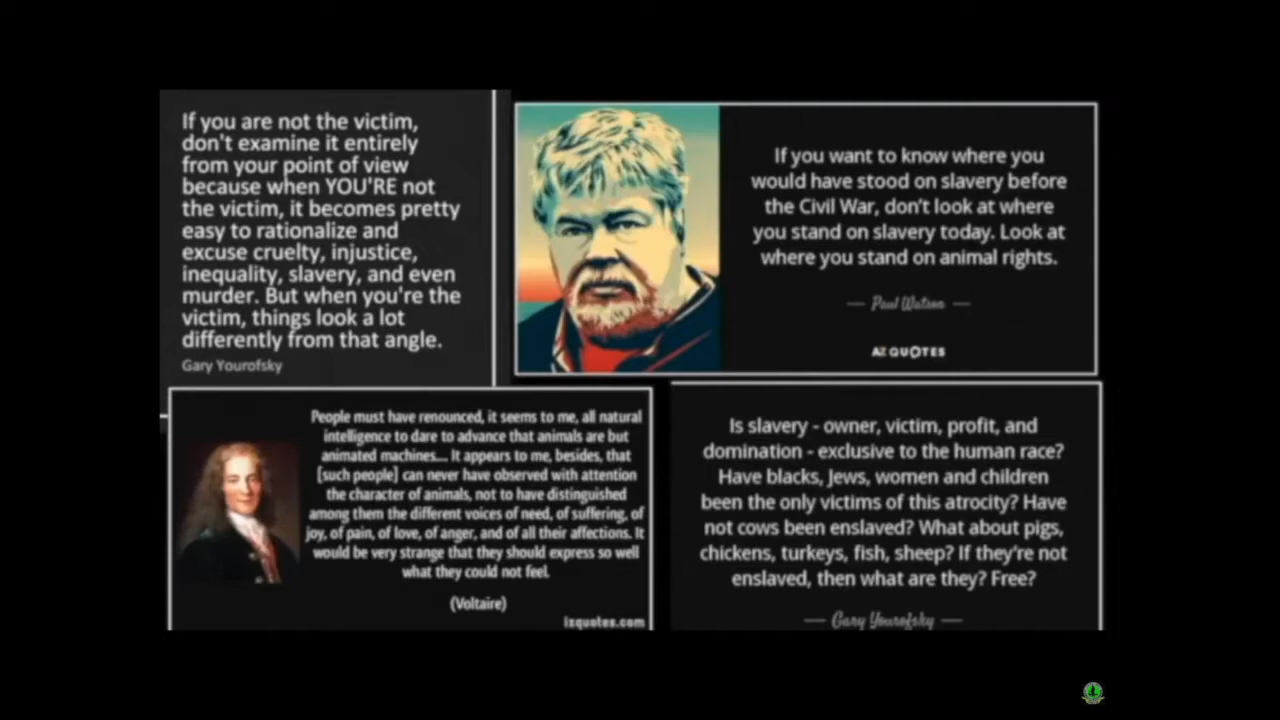 If you are not the victim,
don't examine it entirely
from your point of view
because when YOU'RE not
the victim, it becomes pretty
easy to rationalize and
excuse cruelty, injustice,
inequality, slavery, and even
murder. But when you're the
victim, things look a lot
differently from that angle.
Gary Yourofsky
If you want to know where you
would have stood on slavery before
the Civil War, don't look at where
you stand on slavery today. Look at
where you stand on animal rights.
— Paul Watson —
AZ QUOTES
People must have renounced, it seems to me, all natural
intelligence to dare to advance that animals are but
animated machines.... It appears to me, besides, that
[such people] can never have observed with attention
the character of animals, not to have distinguished
among them the different voices of need, of suffering, of
joy, of pain, of love, of anger, and of all their affections. It
would be very strange that they should express so well
what they could not feel.
(Voltaire)
izquotes.com
Is slavery - owner, victim, profit, and
domination - exclusive to the human race?
Have blacks, Jews, women and children
been the only victims of this atrocity? Have
not cows been enslaved? What about pigs,
chickens, turkeys, fish, sheep? If they're not
enslaved, then what are they? Free?
— Gary Yourofsky —